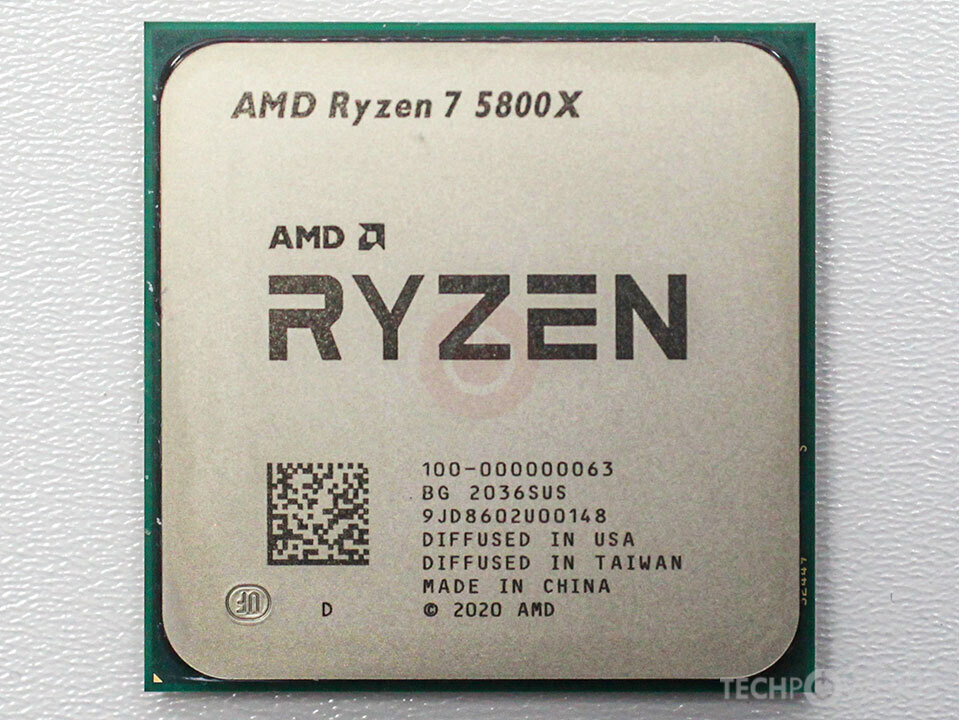 AMD Ryzen 7 5800X
AMD
RYZEN
100-000000063
BG 2036SUS
9JD8602U00148
DIFFUSED IN USA
DIFFUSED IN TAIWAN
MADE IN CHINA
© 2020 AMD
D
S
TECHP